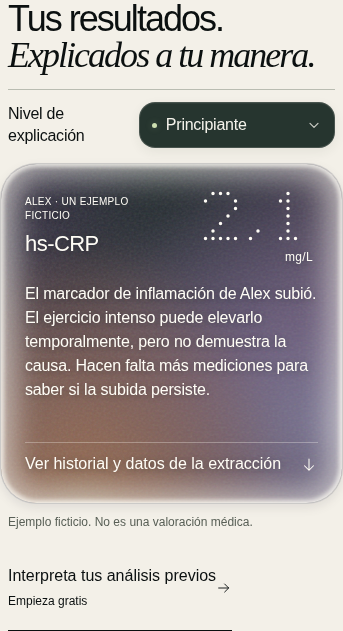 Tus resultados.
Explicados a tu manera.
Nivel de
explicación
Principiante
ALEX · UN EJEMPLO
FICTICIO
hs-CRP
2.1
mg/L
El marcador de inflamación de Alex subió.
El ejercicio intenso puede elevarlo
temporalmente, pero no demuestra la
causa. Hacen falta más mediciones para
saber si la subida persiste.
Ver historial y datos de la extracción
Ejemplo ficticio. No es una valoración médica.
Interpreta tus análisis previos
Empieza gratis